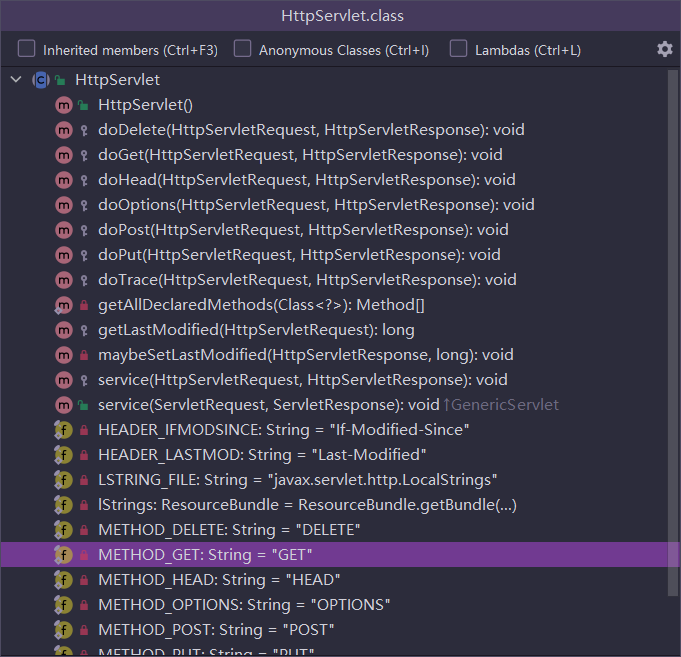 HttpServlet.class
Inherited members (Ctrl+F3) Anonymous Classes (Ctrl+I) Lambdas (Ctrl+L)
HttpServlet
HttpServlet()
doDelete(HttpServletRequest, HttpServletResponse): void
doGet(HttpServletRequest, HttpServletResponse): void
doHead(HttpServletRequest, HttpServletResponse): void
doOptions(HttpServletRequest, HttpServletResponse): void
doPost(HttpServletRequest, HttpServletResponse): void
doPut(HttpServletRequest, HttpServletResponse): void
doTrace(HttpServletRequest, HttpServletResponse): void
getAllDeclaredMethods(Class<?>): Method[]
getLastModified(HttpServletRequest): long
maybeSetLastModified(HttpServletResponse, long): void
service(HttpServletRequest, HttpServletResponse): void
service(ServletRequest, ServletResponse): void ↑GenericServlet
HEADER_IFMODSINCE: String = "If-Modified-Since"
HEADER_LASTMOD: String = "Last-Modified"
LSTRING_FILE: String = "javax.servlet.http.LocalStrings"
lStrings: ResourceBundle = ResourceBundle.getBundle(...)
METHOD_DELETE: String = "DELETE"
METHOD_GET: String = "GET"
METHOD_HEAD: String = "HEAD"
METHOD_OPTIONS: String = "OPTIONS"
METHOD_POST: String = "POST"
METHOD_PUT: String = "PUT"